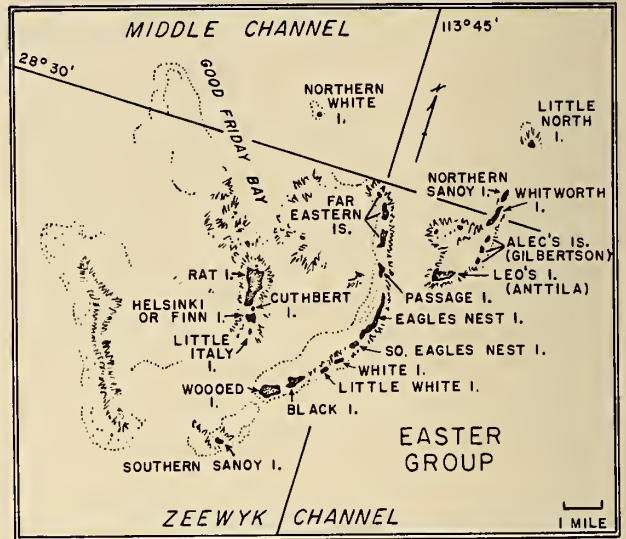 MIDDLE CHANNEL
113°45'
28°30'
GOOD FRIDAY BAY
NORTHERN
WHITE
I.
N
LITTLE
NORTH
I.
NORTHERN
SANOY I.
WHITWORTH
I.
FAR
EASTERN
IS.
ALEC'S IS.
(GILBERTSON)
RAT I.
LEO'S I.
(ANTTILA)
CUTHBERT
I.
PASSAGE I.
HELSINKI
OR FINN I.
EAGLES NEST I.
LITTLE
ITALY
I.
SO. EAGLES NEST I.
WHITE I.
LITTLE WHITE I.
WOOOED
I.
BLACK I.
EASTER
GROUP
SOUTHERN SANOY I.
ZEEWYK CHANNEL
1 MILE